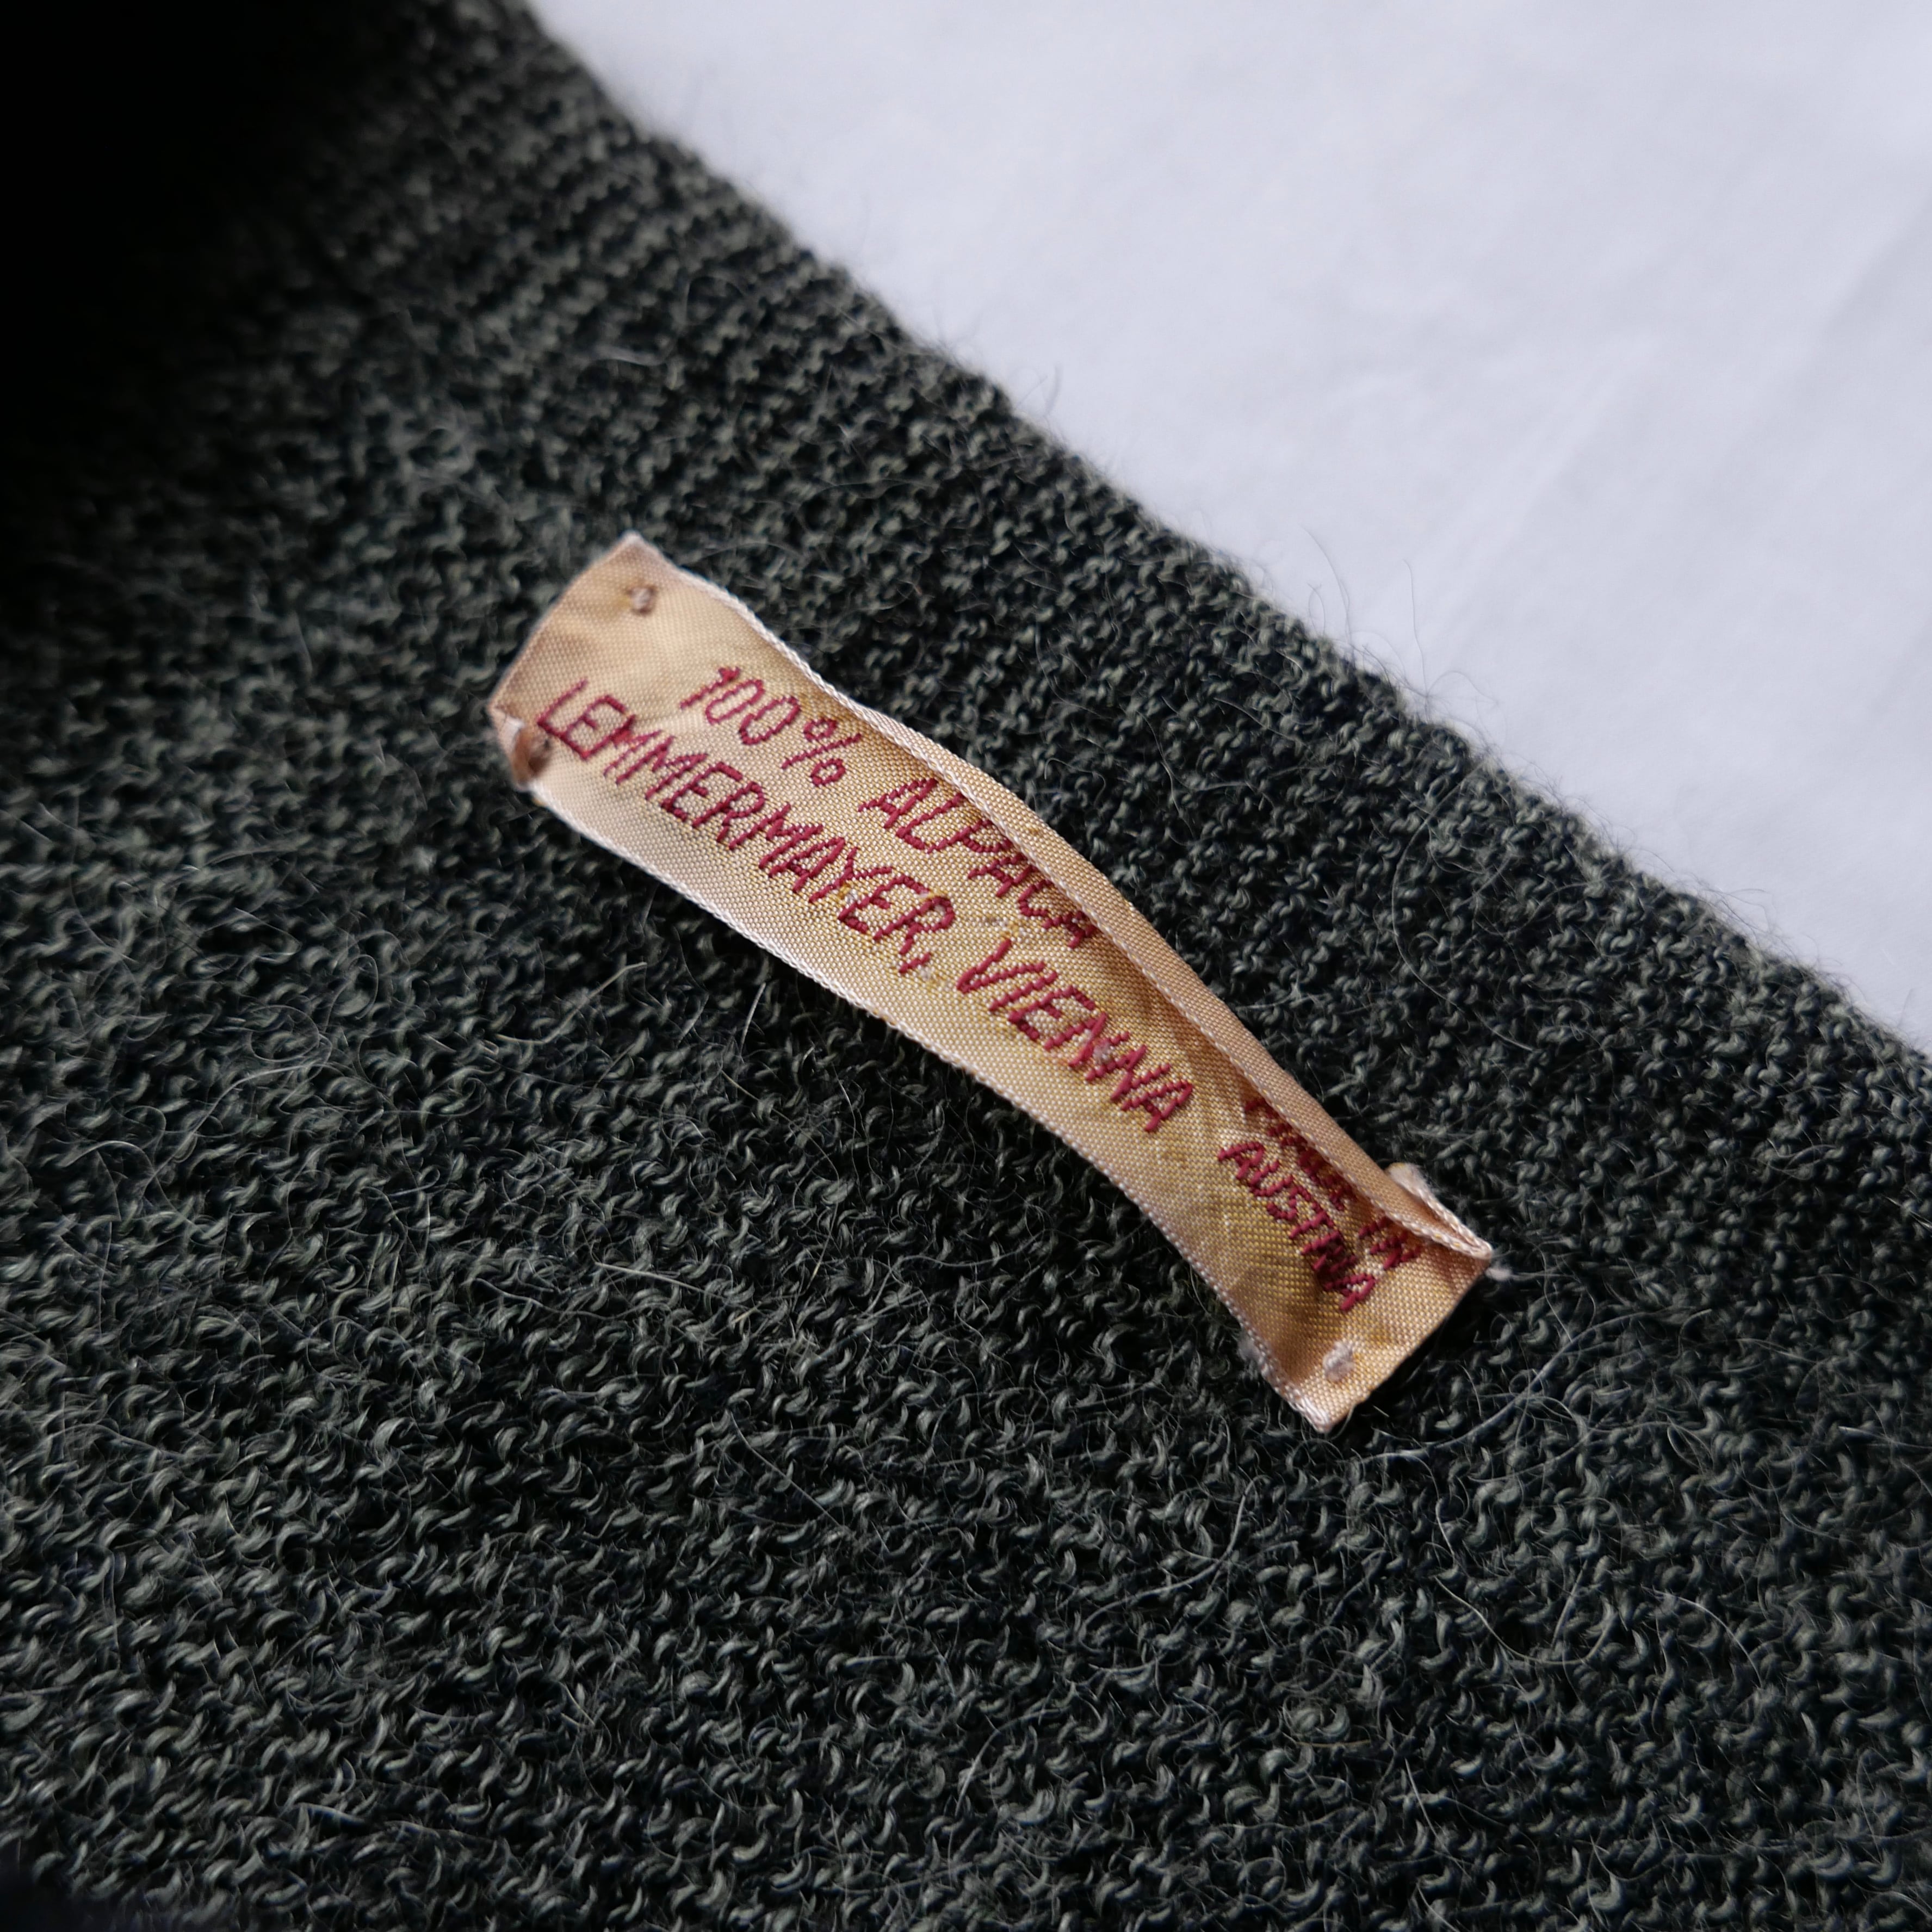 100% ALPACA
LEMMERMAYER, VIENNA
MADE IN
AUSTRIA